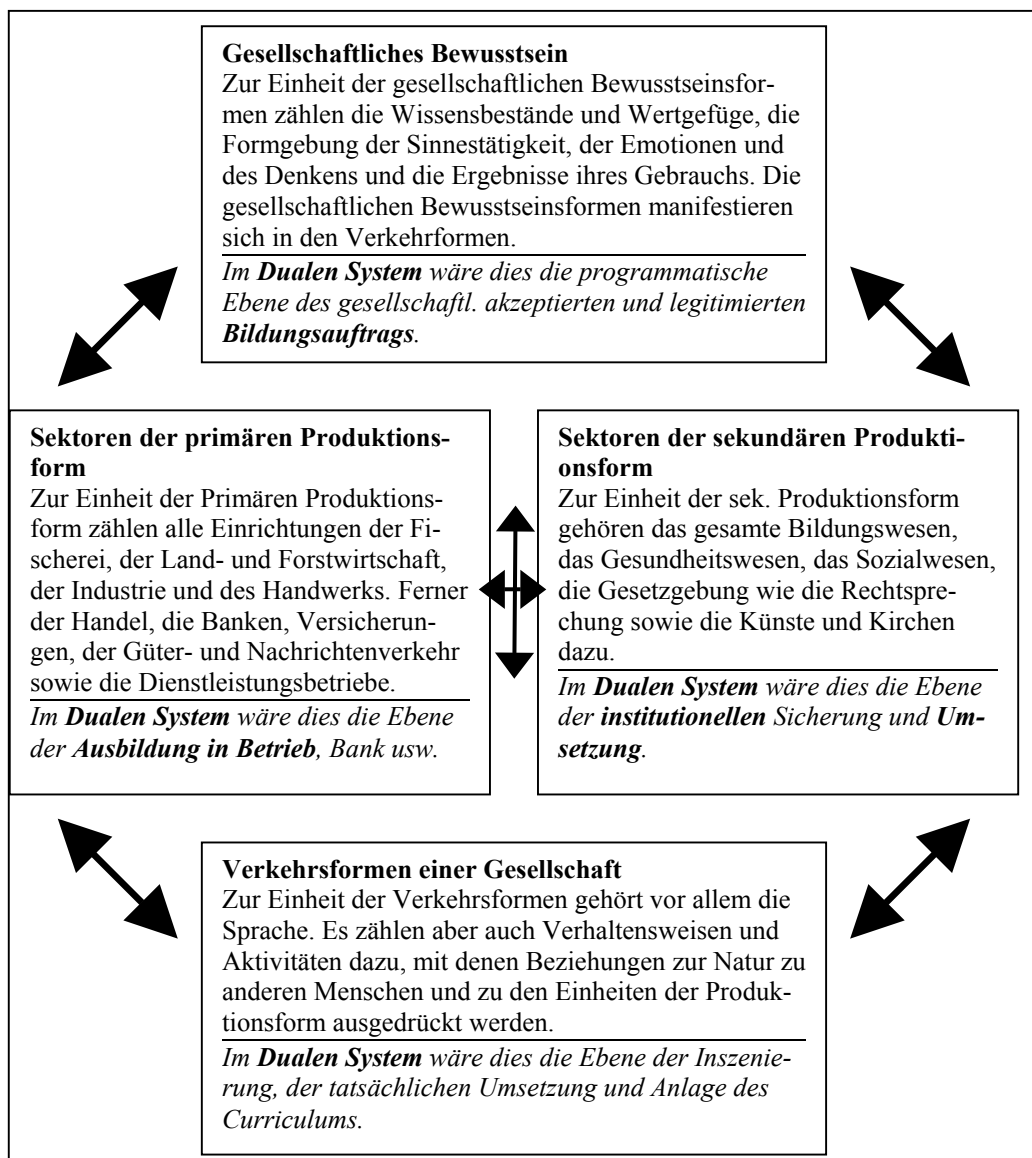 Gesellschaftliches Bewusstsein
Zur Einheit der gesellschaftlichen Bewusstseinsfor-
men zählen die Wissensbestände und Wertgefüge, die
Formgebung der Sinnestätigkeit, der Emotionen und
des Denkens und die Ergebnisse ihres Gebrauchs. Die
gesellschaftlichen Bewusstseinsformen manifestieren
sich in den Verkehrformen.
Im Dualen System wäre dies die programmatische
Ebene des gesellschaftl. akzeptierten und legitimierten
Bildungsauftrags.
Sektoren der primären Produktions-
form
Zur Einheit der Primären Produktions-
form zählen alle Einrichtungen der Fi-
scherei, der Land- und Forstwirtschaft,
der Industrie und des Handwerks. Ferner
der Handel, die Banken, Versicherun-
gen, der Güter- und Nachrichtenverkehr
sowie die Dienstleistungsbetriebe.
Im Dualen System wäre dies die Ebene
der Ausbildung in Betrieb, Bank usw.
Sektoren der sekundären Produkti-
onsform
Zur Einheit der sek. Produktionsform
gehören das gesamte Bildungswesen,
das Gesundheitswesen, das Sozialwesen,
die Gesetzgebung wie die Rechtspre-
chung sowie die Künste und Kirchen
dazu.
Im Dualen System wäre dies die Ebene
der institutionellen Sicherung und Um-
setzung.
Verkehrsformen einer Gesellschaft
Zur Einheit der Verkehrsformen gehört vor allem die
Sprache. Es zählen aber auch Verhaltensweisen und
Aktivitäten dazu, mit denen Beziehungen zur Natur zu
anderen Menschen und zu den Einheiten der Produk-
tionsform ausgedrückt werden.
Im Dualen System wäre dies die Ebene der Inszenie-
rung, der tatsächlichen Umsetzung und Anlage des
Curriculums.